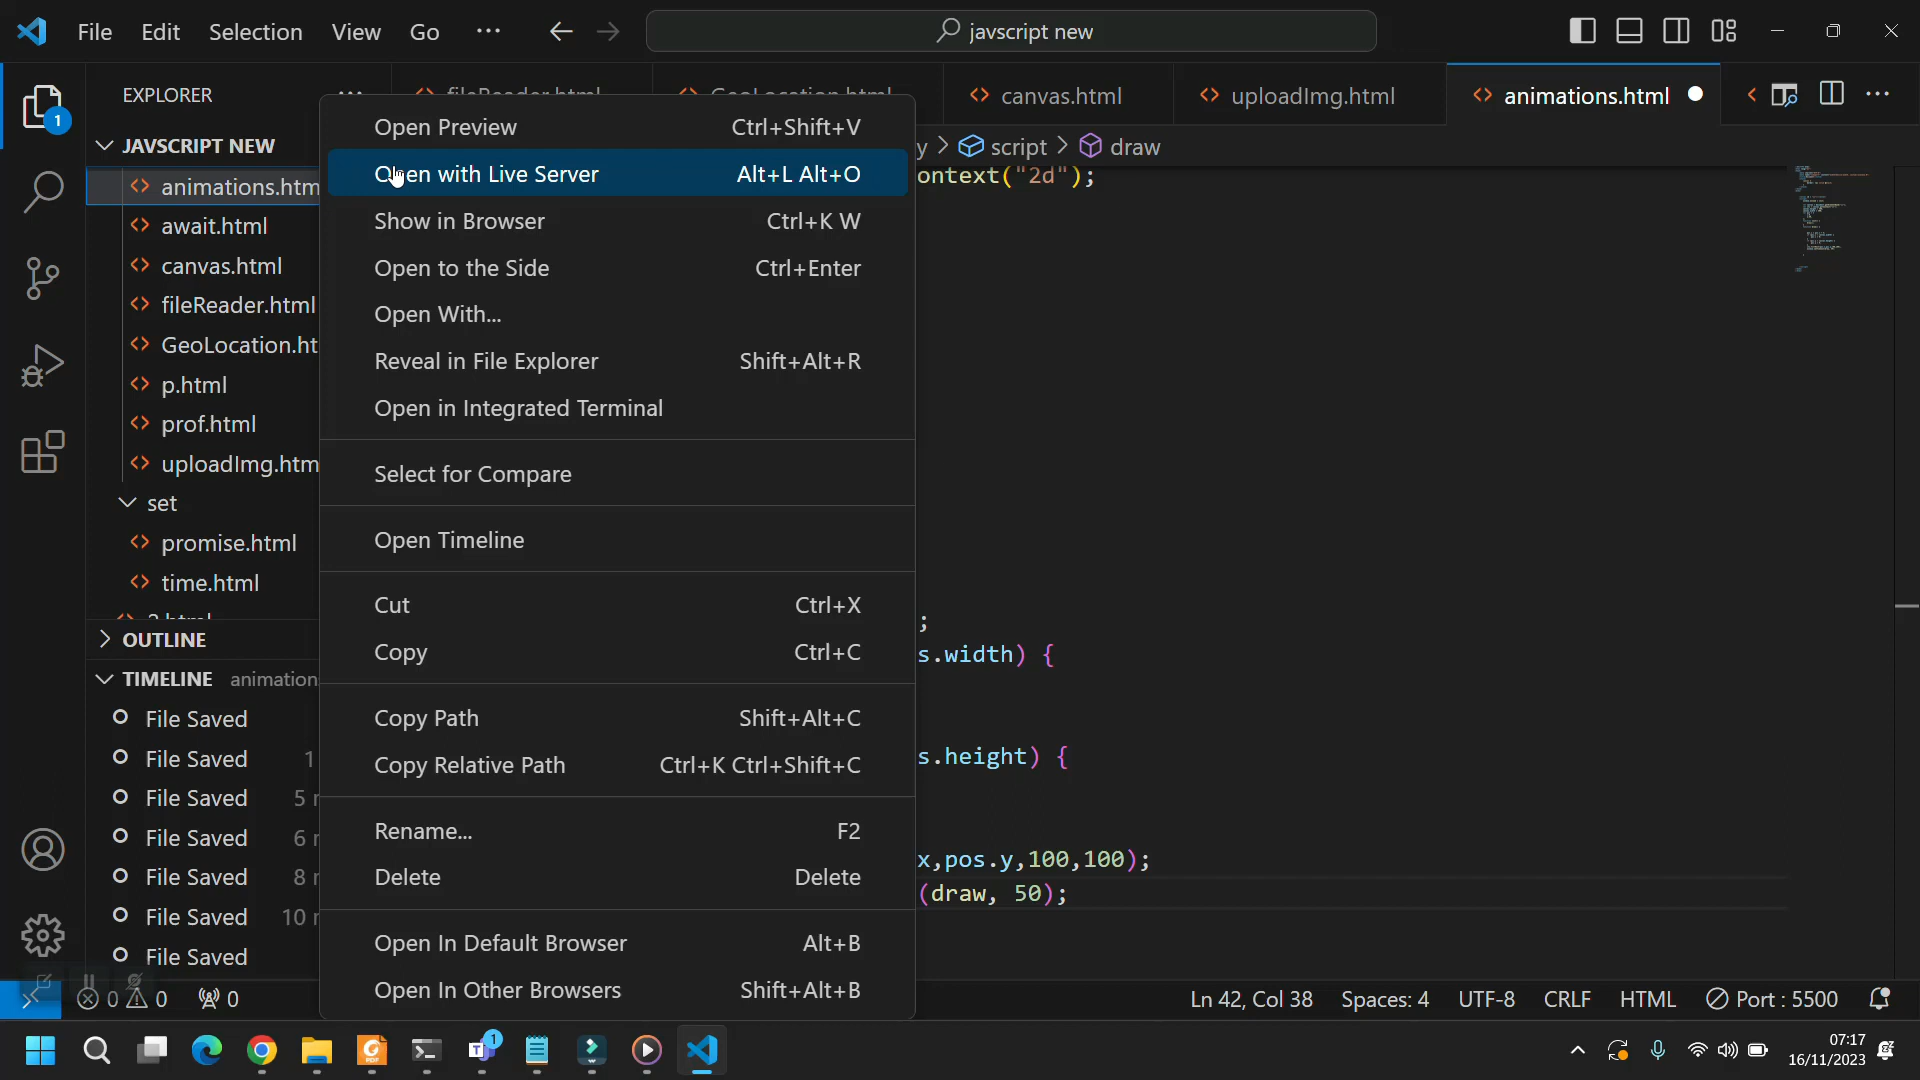 File Edit Selection View Go ···
javscript new
EXPLORER
canvas.html
uploadImg.html
animations.html
JAVSCRIPT NEW
script
draw
animations.htm
await.html
canvas.html
fileReader.html
GeoLocation.ht
p.html
prof.html
uploadImg.htm
set
promise.html
time.html
OUTLINE
TIMELINE animation
File Saved
File Saved 1
File Saved 5
File Saved 6
File Saved 8
File Saved 10
File Saved
Open Preview Ctrl+Shift+V
Open with Live Server Alt+L Alt+O
Show in Browser Ctrl+K W
Open to the Side Ctrl+Enter
Open With...
Reveal in File Explorer Shift+Alt+R
Open in Integrated Terminal
Select for Compare
Open Timeline
Cut Ctrl+X
Copy Ctrl+C
Copy Path Shift+Alt+C
Copy Relative Path Ctrl+K Ctrl+Shift+C
Rename... F2
Delete Delete
Open In Default Browser Alt+B
Open In Other Browsers Shift+Alt+B
ontext("2d");
;
s.width) {
s.height) {
x,pos.y,100,100);
(draw, 50);
0 0 0
Ln 42, Col 38 Spaces: 4 UTF-8 CRLF HTML Port : 5500
07:17
16/11/2023